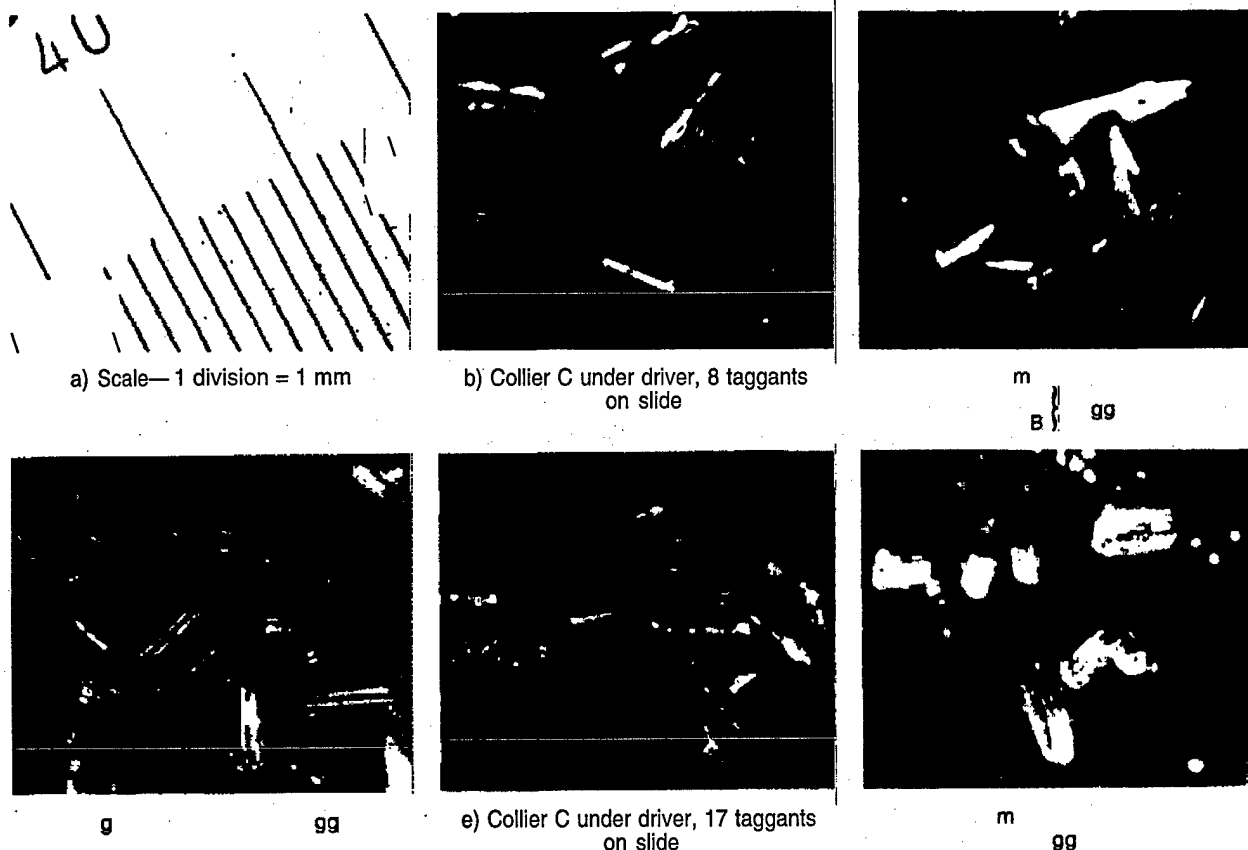 40
a) Scale— 1 division = 1 mm
b) Collier C under driver, 8 taggants
on slide
m
B gg
g gg
e) Collier C under driver, 17 taggants
on slide
m
gg